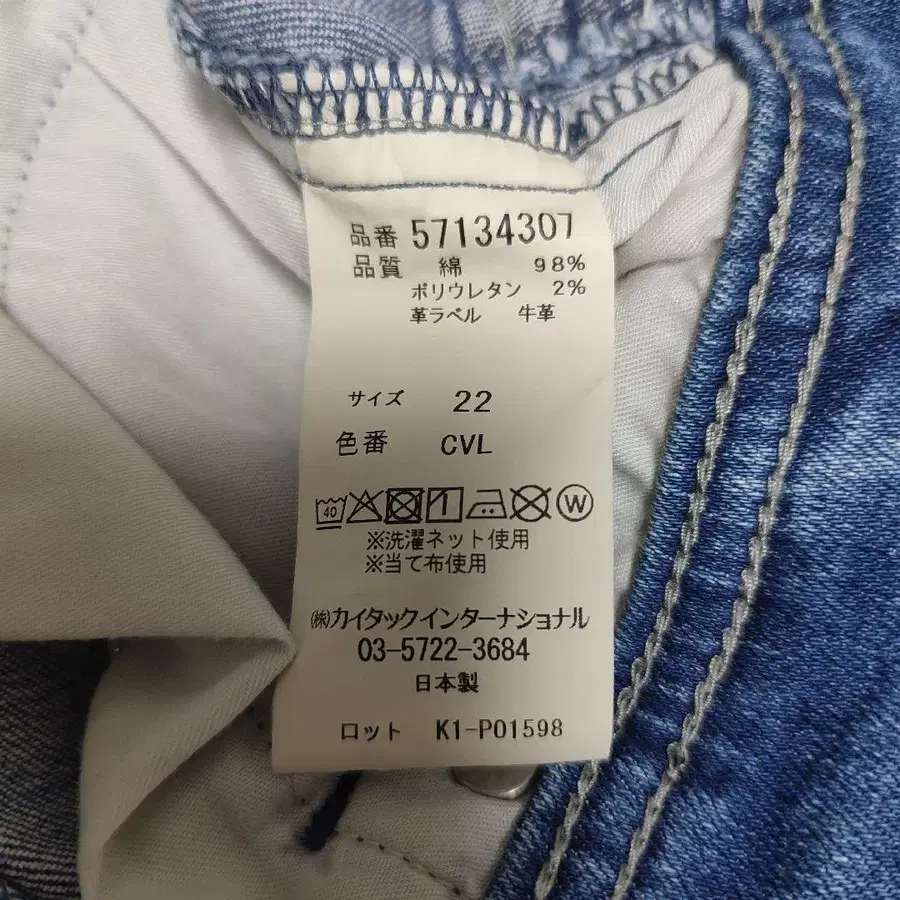 品番 57134307
品質 綿 98%
ポリウレタン 2%
革ラベル 牛革
サイズ 22
色番 CVL
40 W
※洗濯ネット使用
※当て布使用
㈱カイタックインターナショナル
03-5722-3684
日本製
ロット K1-P01598